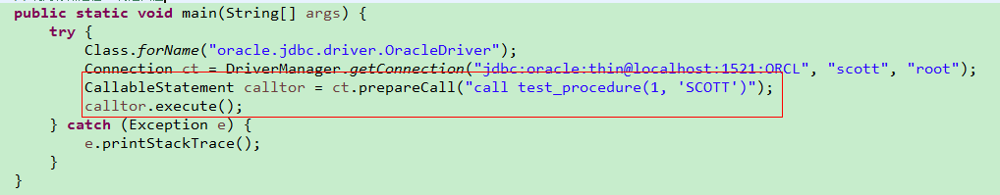 public static void main(String[] args) {
try {
Class.forName("oracle.jdbc.driver.OracleDriver");
Connection ct = DriverManager.getConnection("jdbc:oracle:thin@localhost:1521:ORCL", "scott", "root");
CallableStatement calltor = ct.prepareCall("call test_procedure(1, 'SCOTT')");
calltor.execute();
} catch (Exception e) {
e.printStackTrace();
}
}